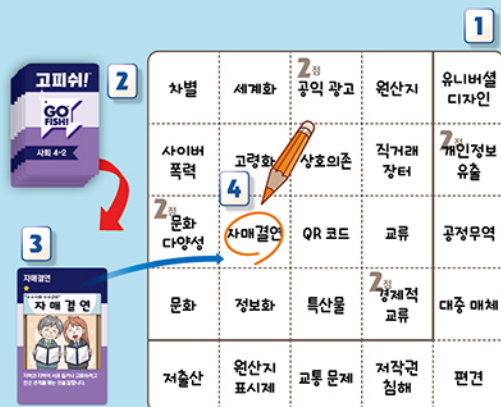 1
2
고피쉬!
GO
FISH!
사회 4-2
3
자매결연
자 매 결 연
4
차별
세계화
2점
공익 광고
원산지
유니버셜
디자인
사이버
폭력
고령화
상호의존
직거래
장터
2점
개인정보
유출
2점
문화
다양성
자매결연
QR 코드
교류
공정무역
문화
정보화
특산물
2점
경제적
교류
대중 매체
저출산
원산지
표시제
교통 문제
저작권
침해
편견